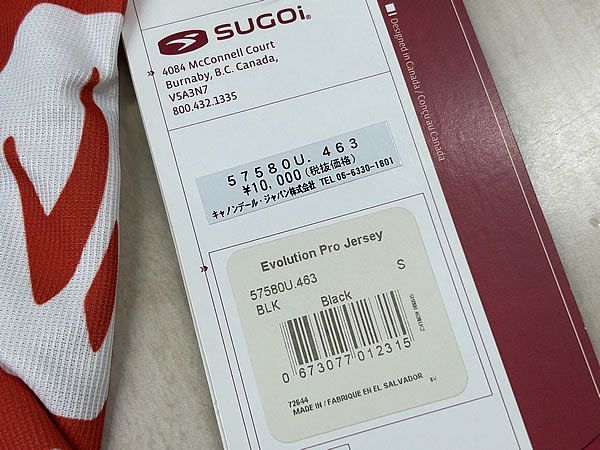 SUGOi®
4084 McConnell Court
Burnaby, B.C. Canada,
V5A3N7
800.432.1335
Designed in Canada / Conçu au Canada
57580U. 463
¥10,000(税抜価格)
キャノンデール・ジャパン株式会社 TEL 06-6330-1801
Evolution Pro Jersey
57580U.463
S
BLK Black
0 673077 012315
72644
MADE IN / FABRIQUE EN EL SALVADOR